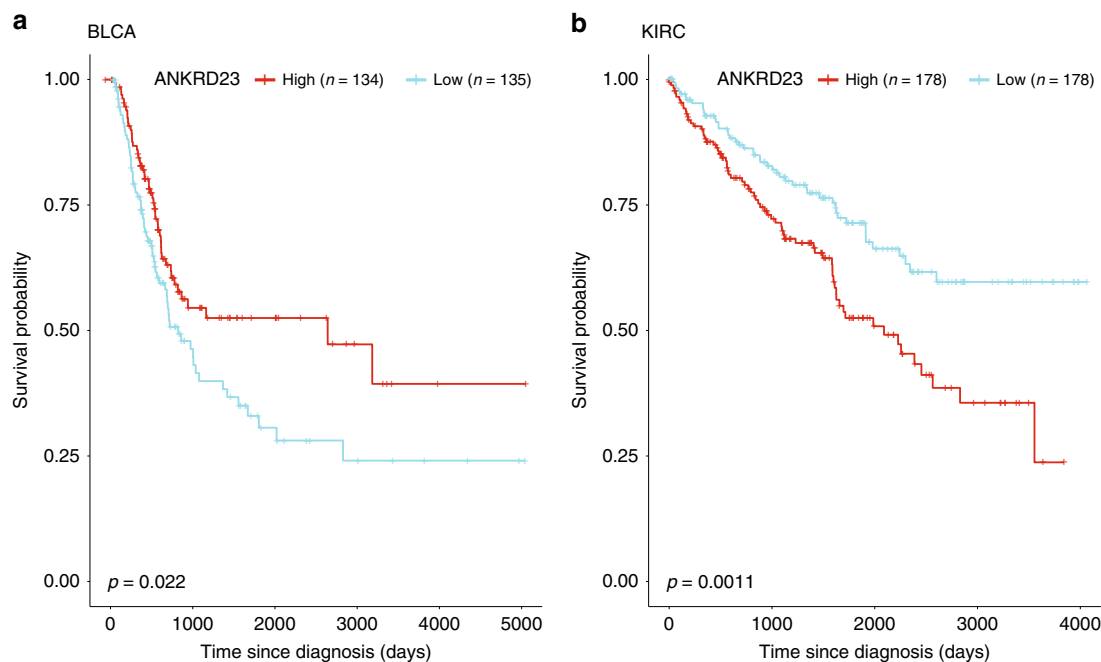 a
BLCA
ANKRD23 High (n = 134) Low (n = 135)
1.00
0.75
0.50
0.25
0.00
Survival probability
p = 0.022
0 1000 2000 3000 4000 5000
Time since diagnosis (days)
b
KIRC
ANKRD23 High (n = 178) Low (n = 178)
1.00
0.75
0.50
0.25
0.00
Survival probability
p = 0.0011
0 1000 2000 3000 4000
Time since diagnosis (days)